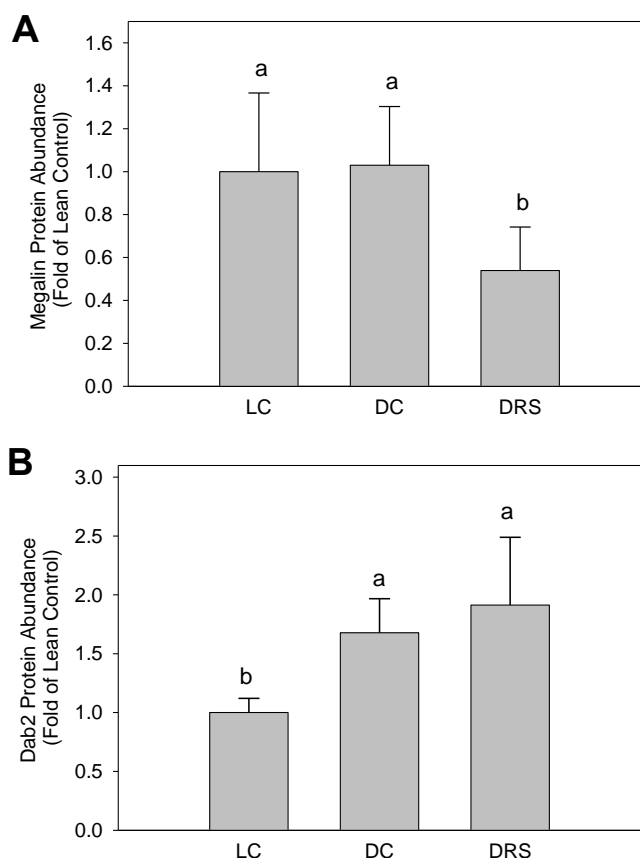 A
Megalin Protein Abundance
(Fold of Lean Control)
1.6
1.4
1.2
1.0
0.8
0.6
0.4
0.2
0.0
a
a
b
LC DC DRS
B
Dab2 Protein Abundance
(Fold of Lean Control)
3.0
2.5
2.0
1.5
1.0
0.5
0.0
b
a
a
LC DC DRS